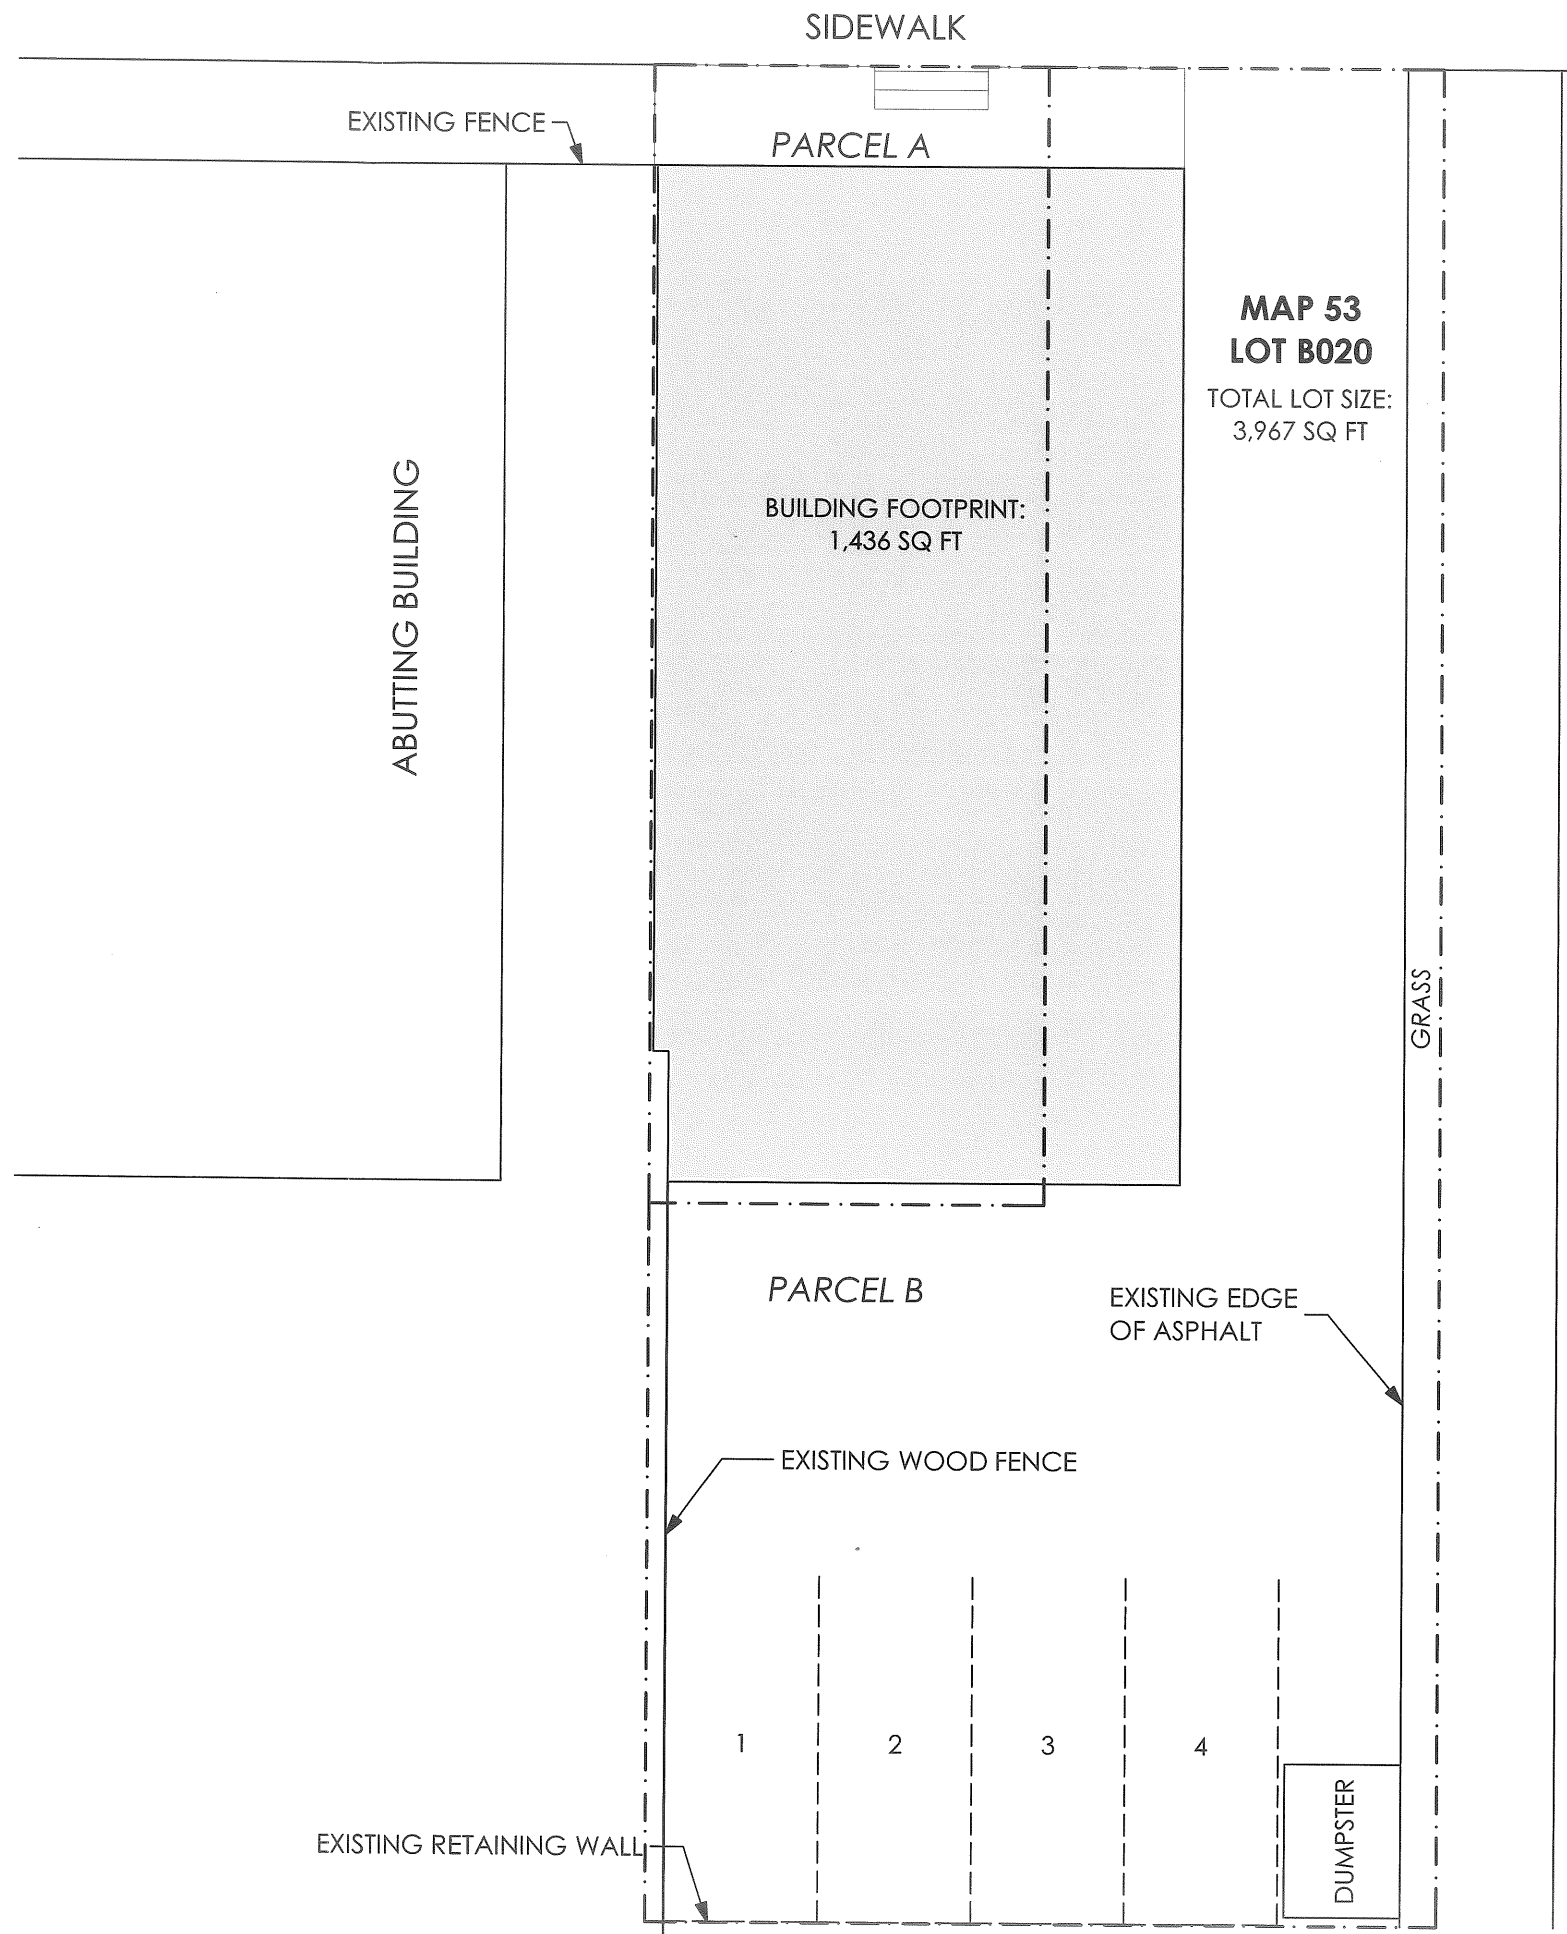 SIDEWALK
EXISTING FENCE
PARCEL A
MAP 53
LOT B020
TOTAL LOT SIZE:
3,967 SQ FT
BUILDING FOOTPRINT:
1,436 SQ FT
ABUTTING BUILDING
GRASS
PARCEL B
EXISTING EDGE
OF ASPHALT
EXISTING WOOD FENCE
1
2
3
4
DUMPSTER
EXISTING RETAINING WALL